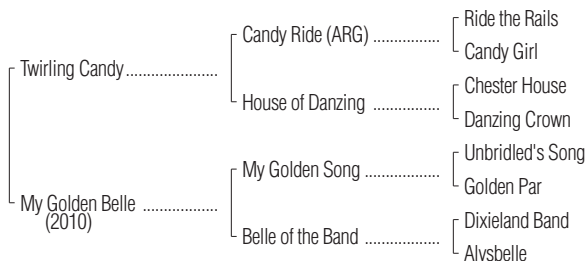 Ride the Rails
Candy Ride (ARG) ................
Candy Girl
Twirling Candy ......................
Chester House
House of Danzing ................
Danzing Crown
Unbridled's Song
My Golden Song ..................
Golden Par
My Golden Belle ..................
(2010)
Dixieland Band
Belle of the Band ..................
Alysbelle